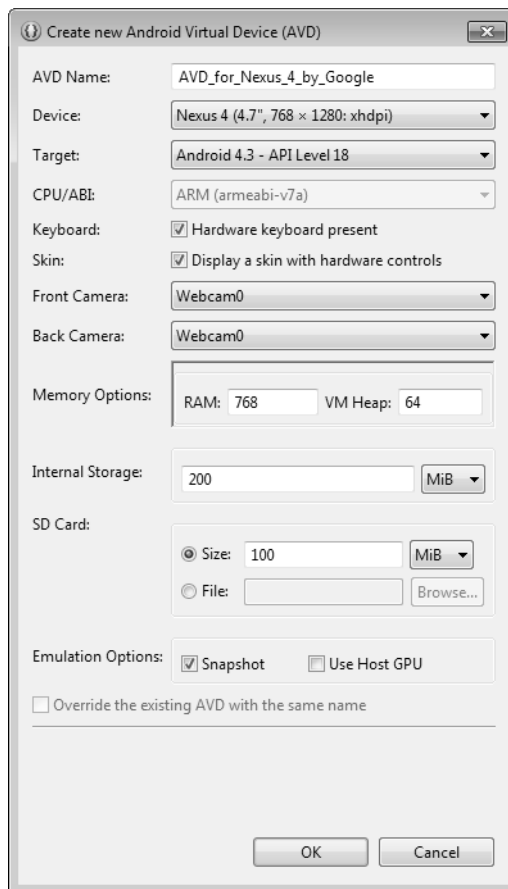 Create new Android Virtual Device (AVD)
AVD Name: AVD_for_Nexus_4_by_Google
Device: Nexus 4 (4.7", 768 × 1280: xhdpi)
Target: Android 4.3 - API Level 18
CPU/ABI: ARM (armeabi-v7a)
Keyboard: Hardware keyboard present
Skin: Display a skin with hardware controls
Front Camera: Webcam0
Back Camera: Webcam0
Memory Options: RAM: 768 VM Heap: 64
Internal Storage: 200 MiB
SD Card:
Size: 100 MiB
File: Browse...
Emulation Options: Snapshot Use Host GPU
Override the existing AVD with the same name
OK Cancel